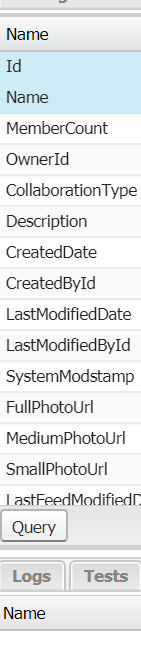 Name
Id
Name
MemberCount
OwnerId
CollaborationType
Description
CreatedDate
CreatedById
LastModifiedDate
LastModifiedById
SystemModstamp
FullPhotoUrl
MediumPhotoUrl
SmallPhotoUrl
LastFeedModifiedD
Query
Logs Tests
Name